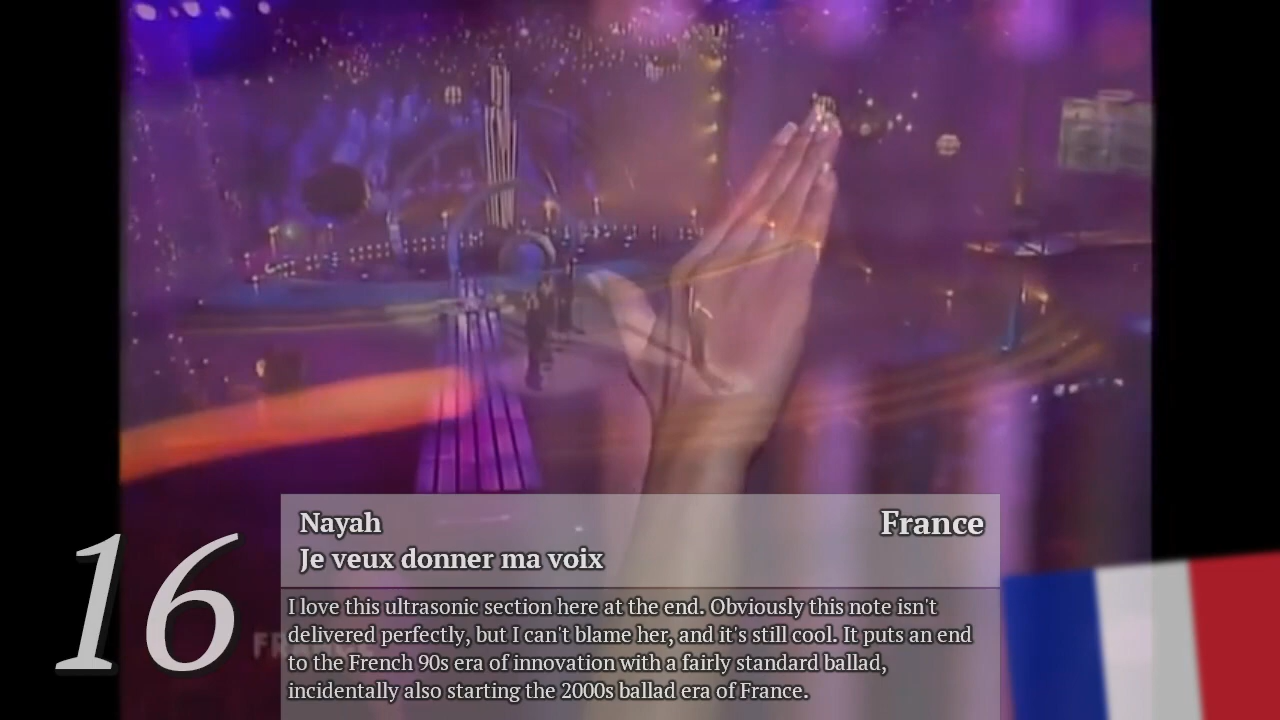 Nayah
France
Je veux donner ma voix
16
I love this ultrasonic section here at the end. Obviously this note isn't
delivered perfectly, but I can't blame her, and it's still cool. It puts an end
to the French 90s era of innovation with a fairly standard ballad,
incidentally also starting the 2000s ballad era of France.